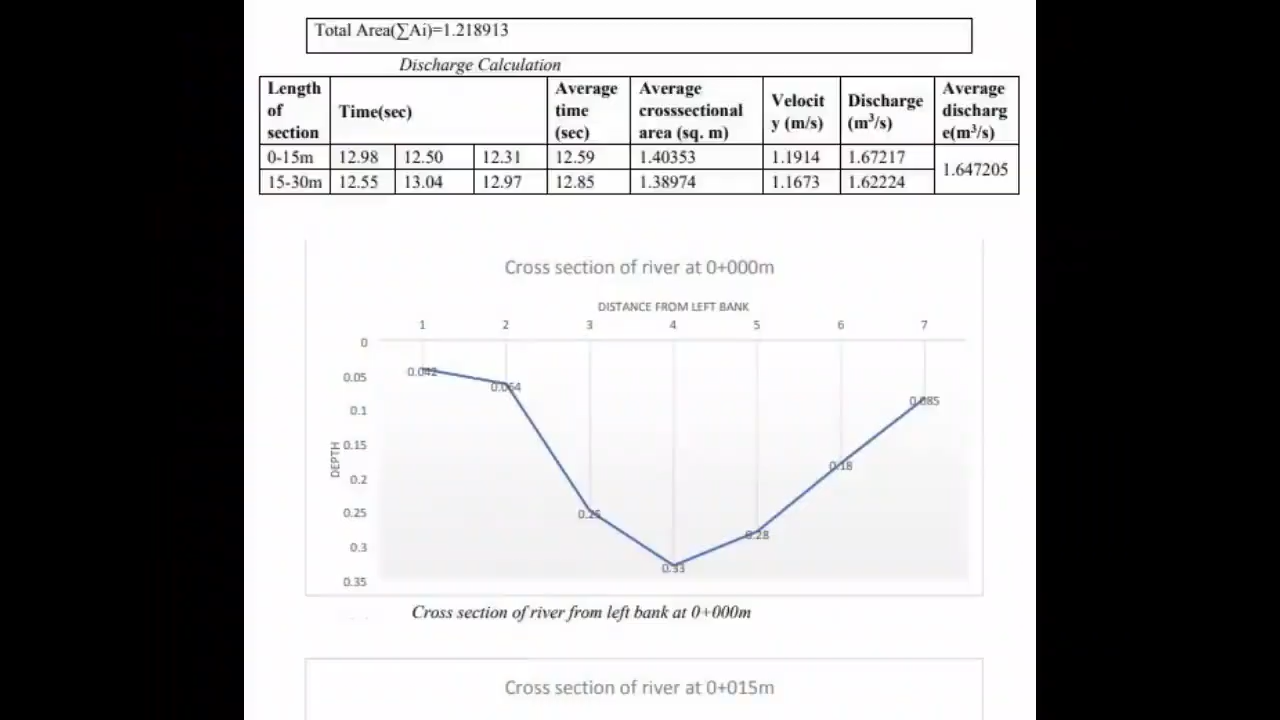 Total Area(∑Ai)=1.218913
Discharge Calculation
Length of section Time(sec) Average time (sec) Average crosssectional area (sq. m) Velocit y (m/s) Discharge (m³/s) Average discharg e(m³/s)
0-15m 12.98 12.50 12.31 12.59 1.40353 1.1914 1.67217 1.647205
15-30m 12.55 13.04 12.97 12.85 1.38974 1.1673 1.62224
Cross section of river at 0+000m
DISTANCE FROM LEFT BANK
1 2 3 4 5 6 7
0
0.05
0.1
0.15
0.2
0.25
0.3
0.35
DEPTH
0.042
0.064
0.25
0.33
0.28
0.18
0.085
Cross section of river from left bank at 0+000m
Cross section of river at 0+015m